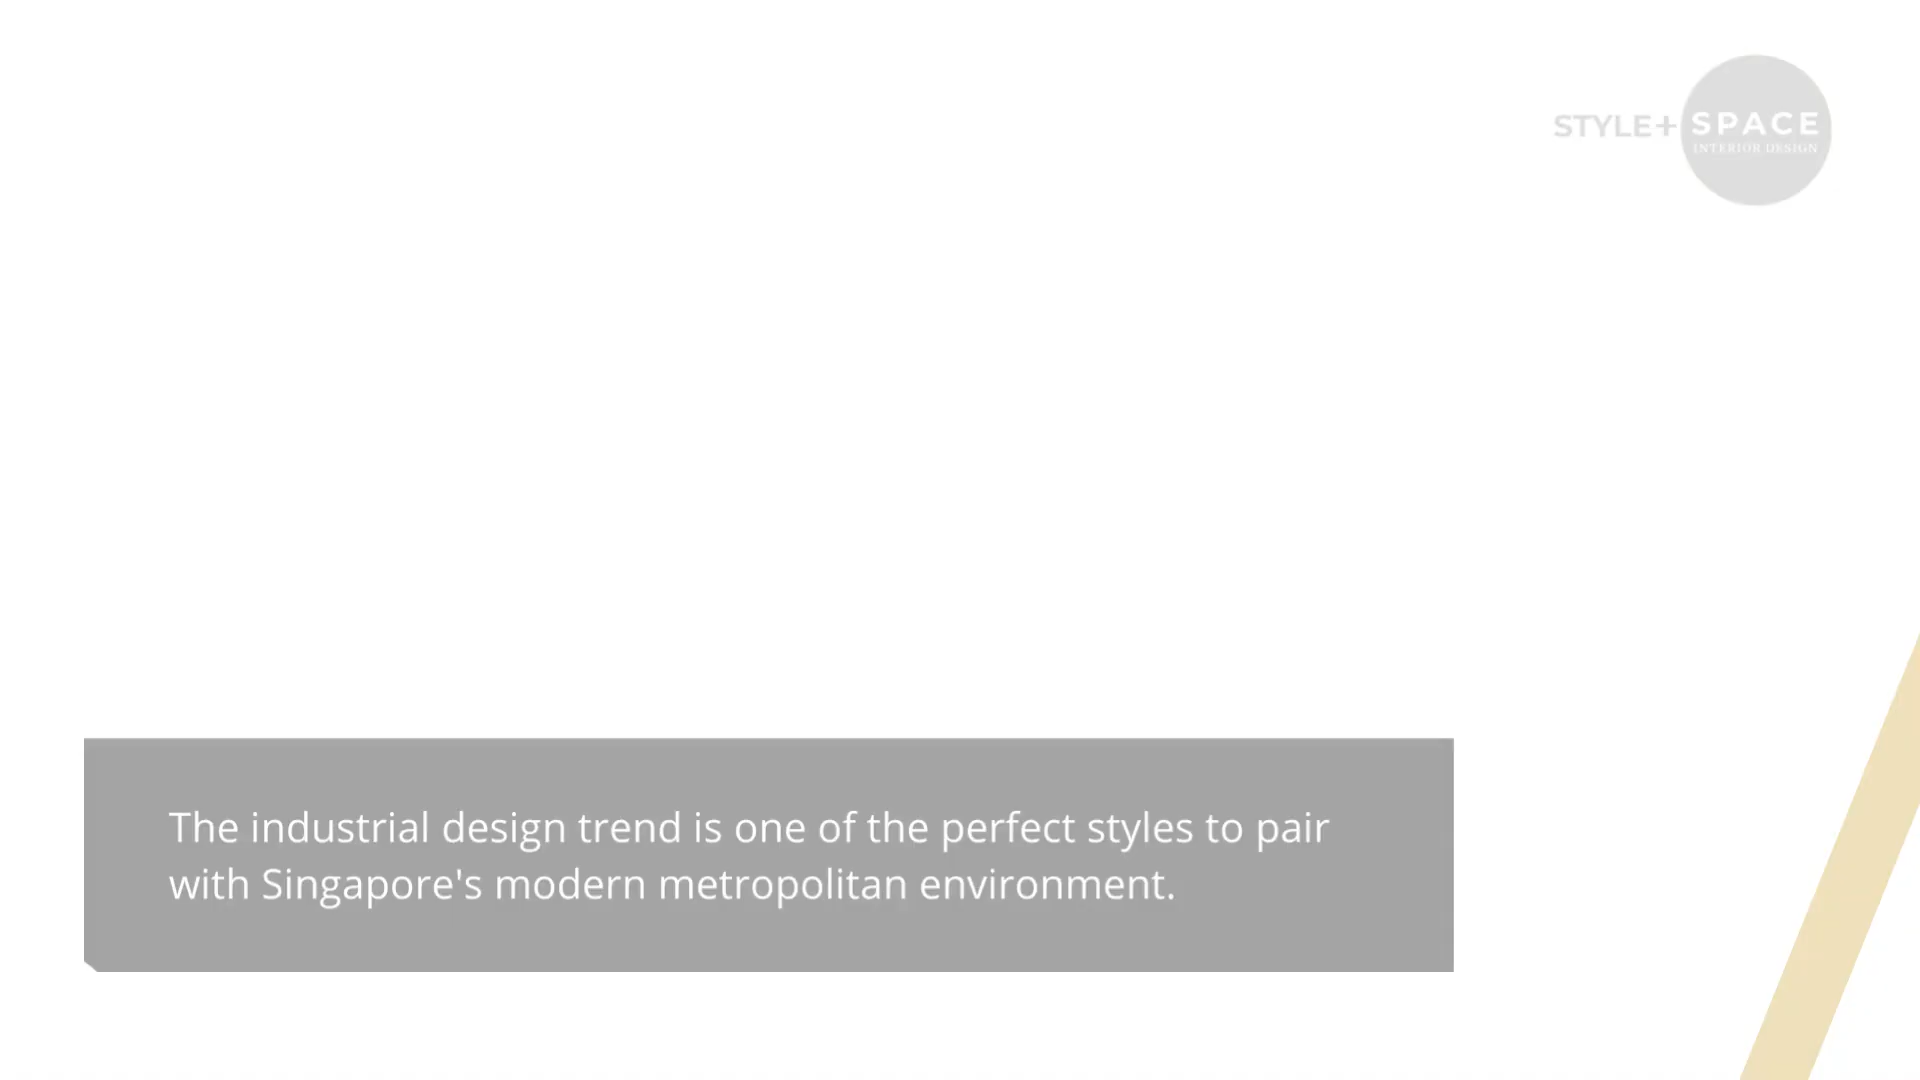 STYLE+ SPACE
INTERIOR DESIGN
The industrial design trend is one of the perfect styles to pair
with Singapore's modern metropolitan environment.